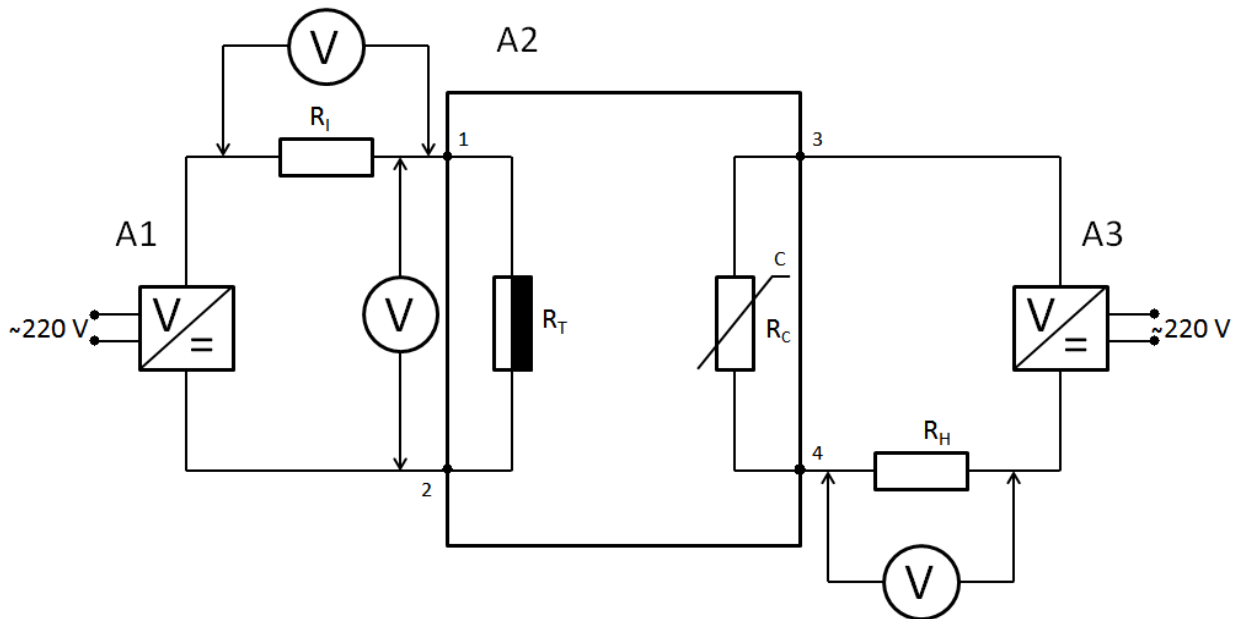 A2
V
R_I
1
3
A1
A3
C
V
=
~220 V
V
R_T
R_C
V
=
~220 V
R_H
2
4
V